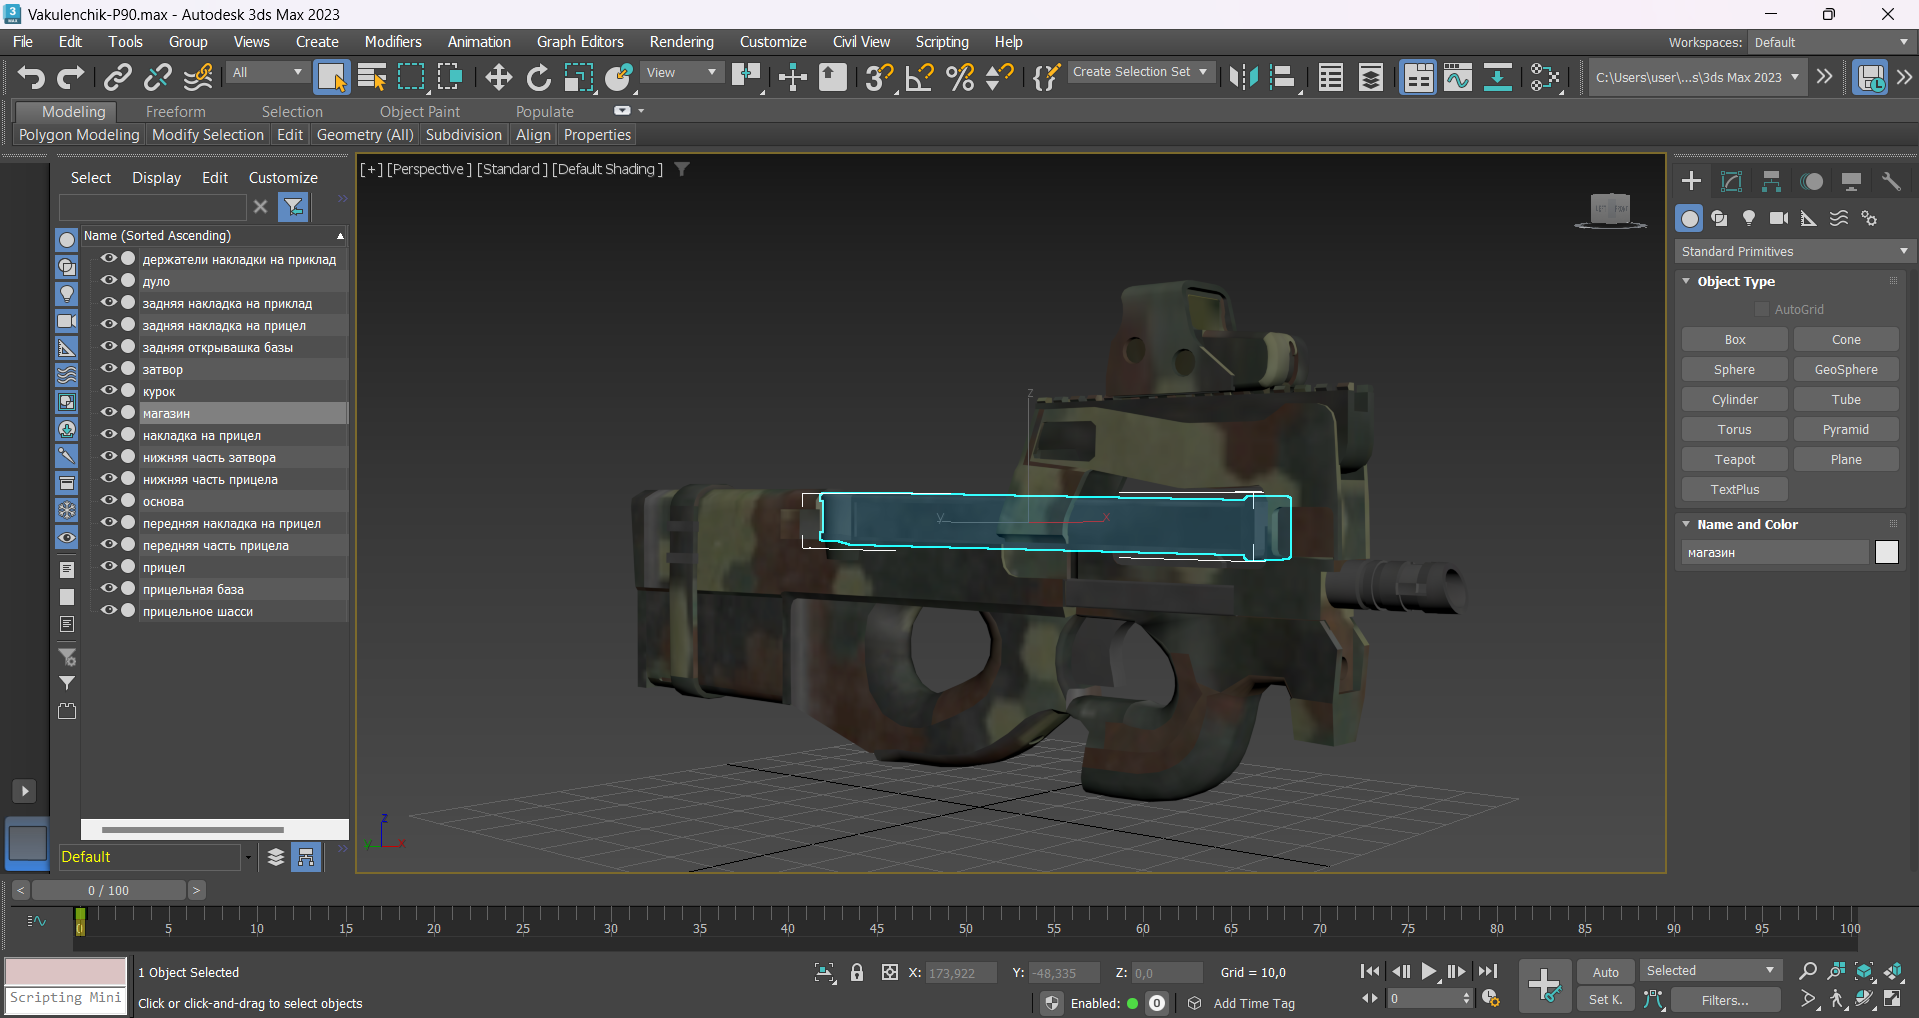 Vakulenchik-P90.max - Autodesk 3ds Max 2023
File Edit Tools Group Views Create Modifiers Animation Graph Editors Rendering Customize Civil View Scripting Help
Workspaces: Default
All
View
Create Selection Set
C:\Users\user\...s\3ds Max 2023
Modeling Freeform Selection Object Paint Populate
Polygon Modeling Modify Selection Edit Geometry (All) Subdivision Align Properties
Select Display Edit Customize
Name (Sorted Ascending)
держатели накладки на приклад
дуло
задняя накладка на приклад
задняя накладка на прицел
задняя открывашка базы
затвор
курок
магазин
накладка на прицел
нижняя часть затвора
нижняя часть прицела
основа
передняя накладка на прицел
передняя часть прицела
прицел
прицельная база
прицельное шасси
Default
[+] [Perspective ] [Standard ] [Default Shading ]
z
y
x
z
y
x
Standard Primitives
Object Type
AutoGrid
Box Cone
Sphere GeoSphere
Cylinder Tube
Torus Pyramid
Teapot Plane
TextPlus
Name and Color
магазин
< 0 / 100 >
0 5 10 15 20 25 30 35 40 45 50 55 60 65 70 75 80 85 90 95 100
Scripting Mini
1 Object Selected
Click or click-and-drag to select objects
X: 173,922 Y: -48,335 Z: 0,0 Grid = 10,0
Enabled: 0 Add Time Tag
0
Auto Selected
Set K. Filters...